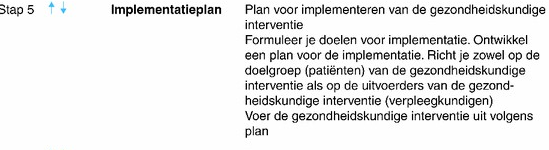 Stap 5 ↑↓ Implementatieplan Plan voor implementeren van de gezondheidskundige
interventie
Formuleer je doelen voor implementatie. Ontwikkel
een plan voor de implementatie. Richt je zowel op de
doelgroep (patiënten) van de gezondheidskundige
interventie als op de uitvoerders van de gezond-
heidskundige interventie (verpleegkundigen)
Voer de gezondheidskundige interventie uit volgens
plan